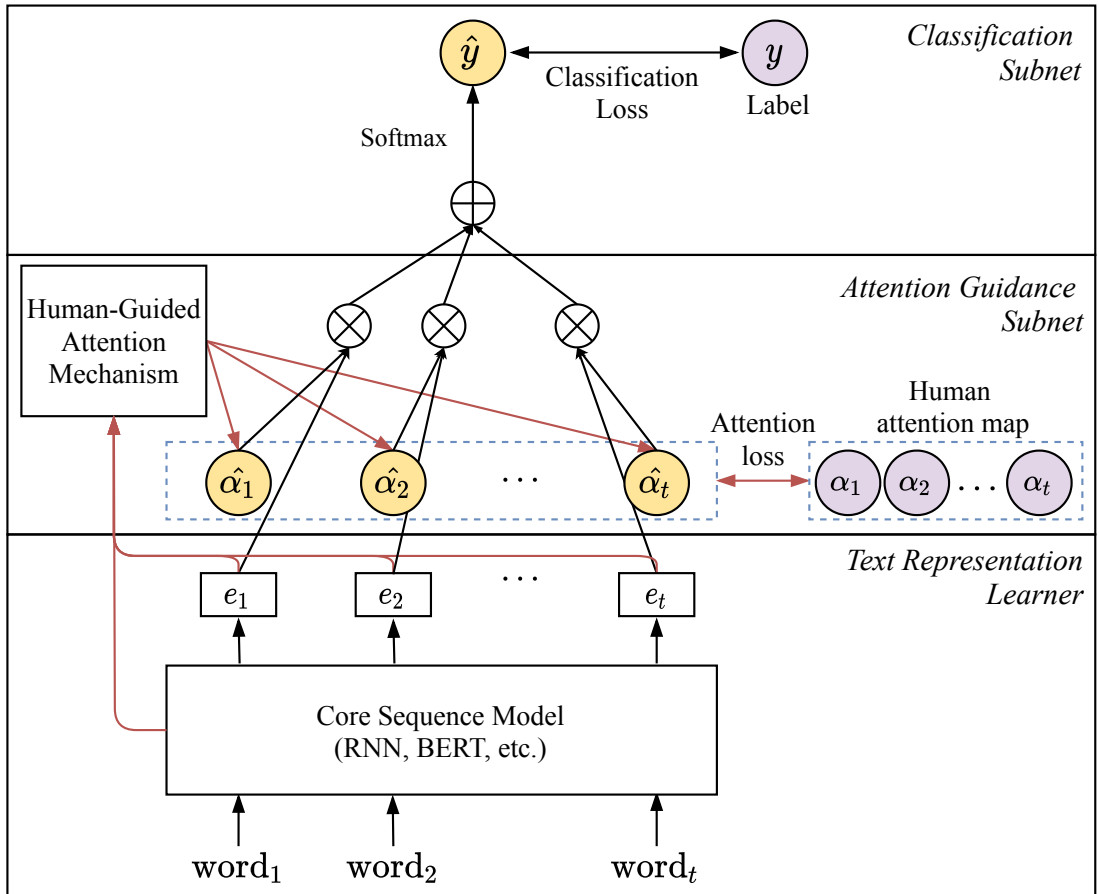 Classification
Subnet
ŷ
y
Classification
Loss
Label
Softmax
Attention Guidance
Subnet
Human-Guided
Attention
Mechanism
Human
attention map
Attention
loss
α̂₁
α̂₂
· · ·
α̂ₜ
α₁
α₂
. . .
αₜ
Text Representation
Learner
e₁
e₂
· · ·
eₜ
Core Sequence Model
(RNN, BERT, etc.)
word₁
word₂
wordₜ